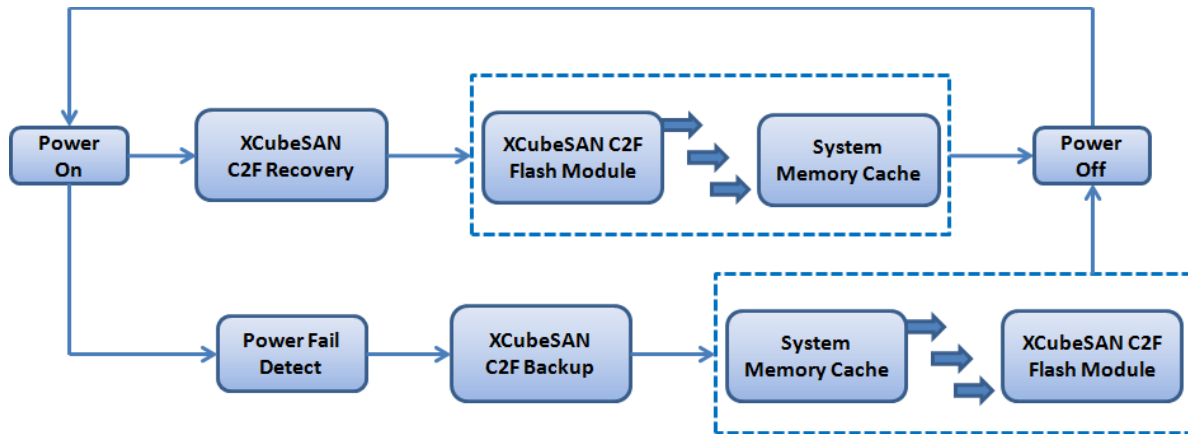 Power
On
XCubeSAN
C2F Recovery
XCubeSAN C2F
Flash Module
System
Memory Cache
Power
Off
Power Fail
Detect
XCubeSAN
C2F Backup
System
Memory Cache
XCubeSAN C2F
Flash Module